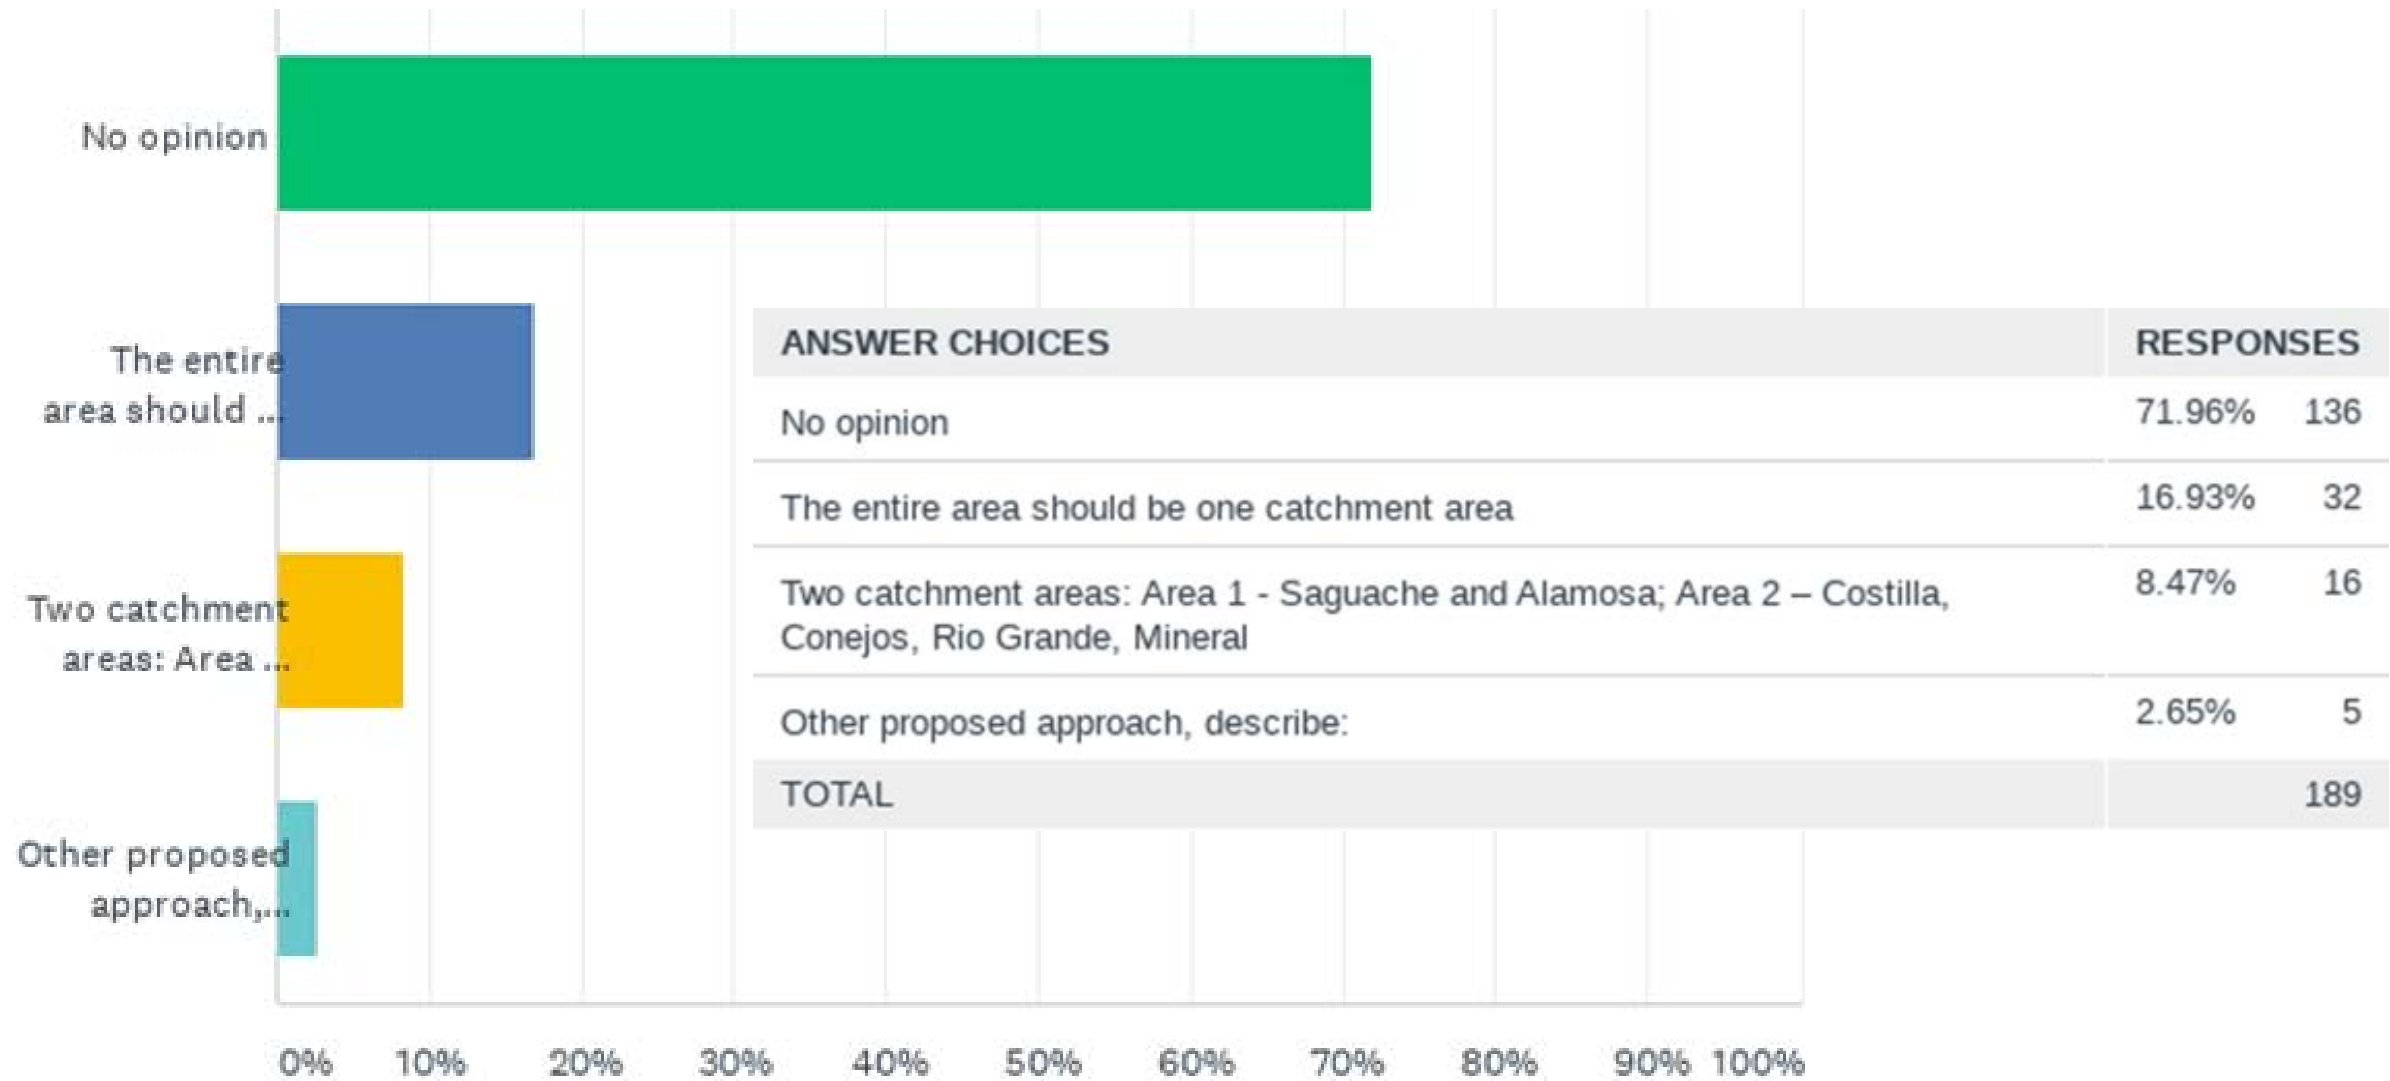 No opinion
The entire
area should ...
Two catchment
areas: Area ...
Other proposed
approach,...
0% 10% 20% 30% 40% 50% 60% 70% 80% 90% 100%
ANSWER CHOICES RESPONSES
No opinion 71.96% 136
The entire area should be one catchment area 16.93% 32
Two catchment areas: Area 1 - Saguache and Alamosa; Area 2 – Costilla, 8.47% 16
Conejos, Rio Grande, Mineral
Other proposed approach, describe: 2.65% 5
TOTAL 189